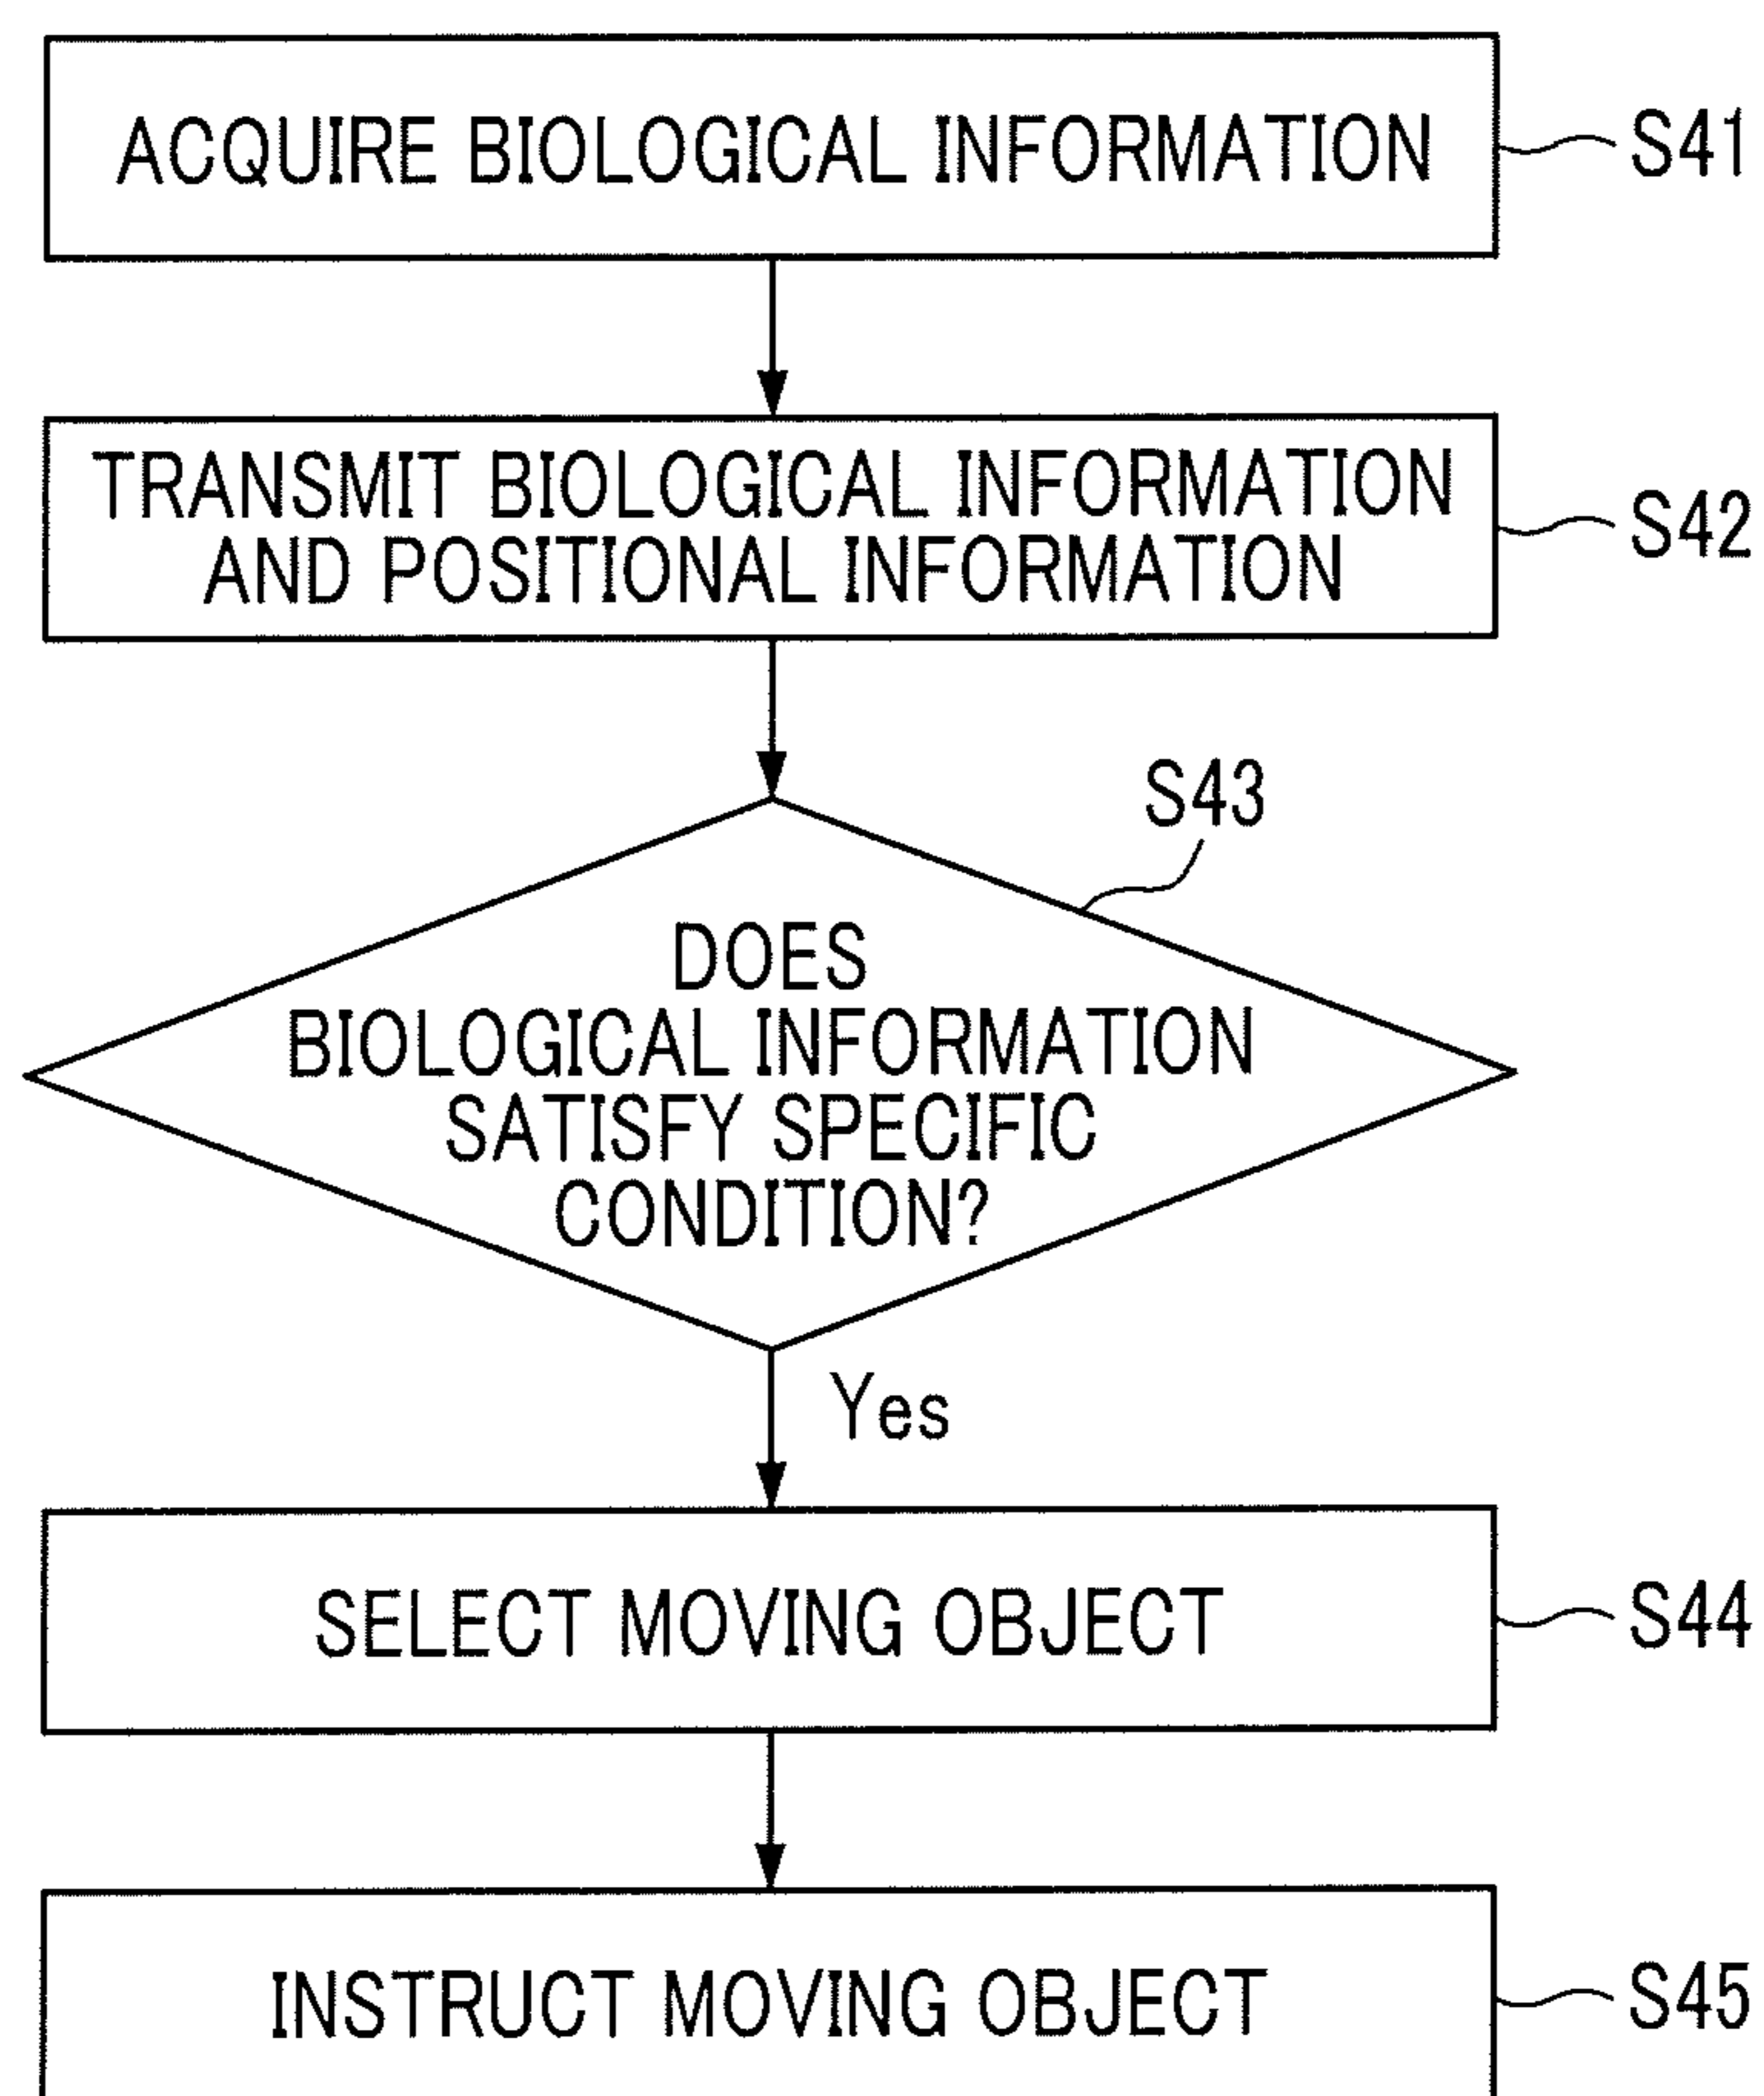 ACQUIRE BIOLOGICAL INFORMATION
S41
TRANSMIT BIOLOGICAL INFORMATION
AND POSITIONAL INFORMATION
S42
S43
DOES
BIOLOGICAL INFORMATION
SATISFY SPECIFIC
CONDITION?
Yes
SELECT MOVING OBJECT
S44
INSTRUCT MOVING OBJECT
S45